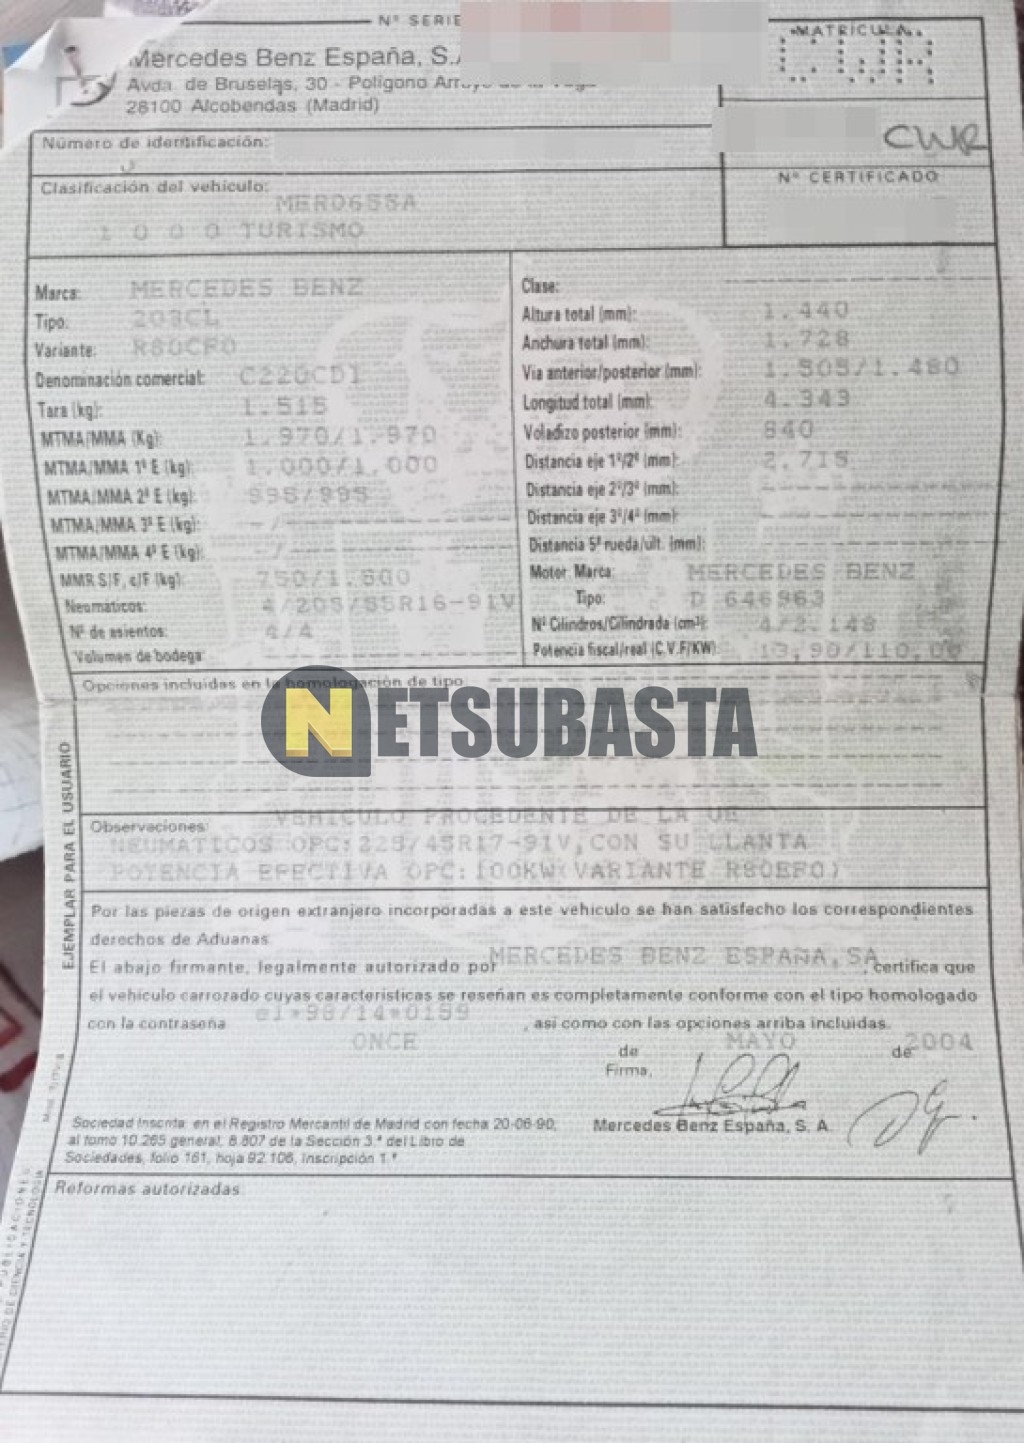 Nº SERIE
MATRICULA
CWR
Mercedes Benz España, S.A
Avda. de Bruselas, 30 - Polígono Arroyo de la Vega
28100 Alcobendas (Madrid)
Número de identificación:
CWR
Clasificación del vehículo:
MER06SSA
1 0 0 0 TURISMO
Nº CERTIFICADO
Marca: MERCEDES BENZ
Tipo: 203CL
Variante: R80CF0
Denominación comercial: C220CDI
Tara (kg): 1.515
MTMA/MMA (Kg): 1.970/1.970
MTMA/MMA 1º E (kg): 1.000/1.000
MTMA/MMA 2º E (kg): 995/995
MTMA/MMA 3º E (kg): -/-
MTMA/MMA 4º E (kg): -/-
MMR S/F, c/F (kg): 750/1.800
Neumáticos: 4/205/55R16-91V
Nº de asientos: 4/4
Volumen de bodega:
Clase:
Altura total (mm): 1.440
Anchura total (mm): 1.728
Via anterior/posterior (mm): 1.505/1.480
Longitud total (mm): 4.343
Voladizo posterior (mm): 840
Distancia eje 1º/2º (mm): 2.715
Distancia eje 2º/3º (mm):
Distancia eje 3º/4º (mm):
Distancia 5ª rueda/ult. (mm):
Motor Marca: MERCEDES BENZ
Tipo: D 646963
Nº Cilindros/Cilindrada (cm³): 4/2.148
Potencia fiscal/real (C.V.F/KW): 13,90/110,00
Opciones incluidas en la homologación de tipo
NETSUBASTA
EJEMPLAR PARA EL USUARIO
Observaciones: VEHICULO PROCEDENTE DE LA UE
NEUMATICOS OPC:225/45R17-91V,CON SU LLANTA
POTENCIA EFECTIVA OPC:100KW(VARIANTE R80EF0)
Por las piezas de origen extranjero incorporadas a este vehículo se han satisfecho los correspondientes
derechos de Aduanas
El abajo firmante, legalmente autorizado por MERCEDES BENZ ESPAÑA,SA, certifica que
el vehículo carrozado cuyas características se reseñan es completamente conforme con el tipo homologado
con la contraseña e1*98/14*0159, así como con las opciones arriba incluidas.
ONCE de MAYO de 2004
Firma,
Mercedes Benz España, S. A.
Sociedad Inscrita en el Registro Mercantil de Madrid con fecha 20-06-90,
al tomo 10.265 general, 8.807 de la Sección 3.ª del Libro de
Sociedades, folio 161, hoja 92.106, Inscripción 1.ª
Reformas autorizadas